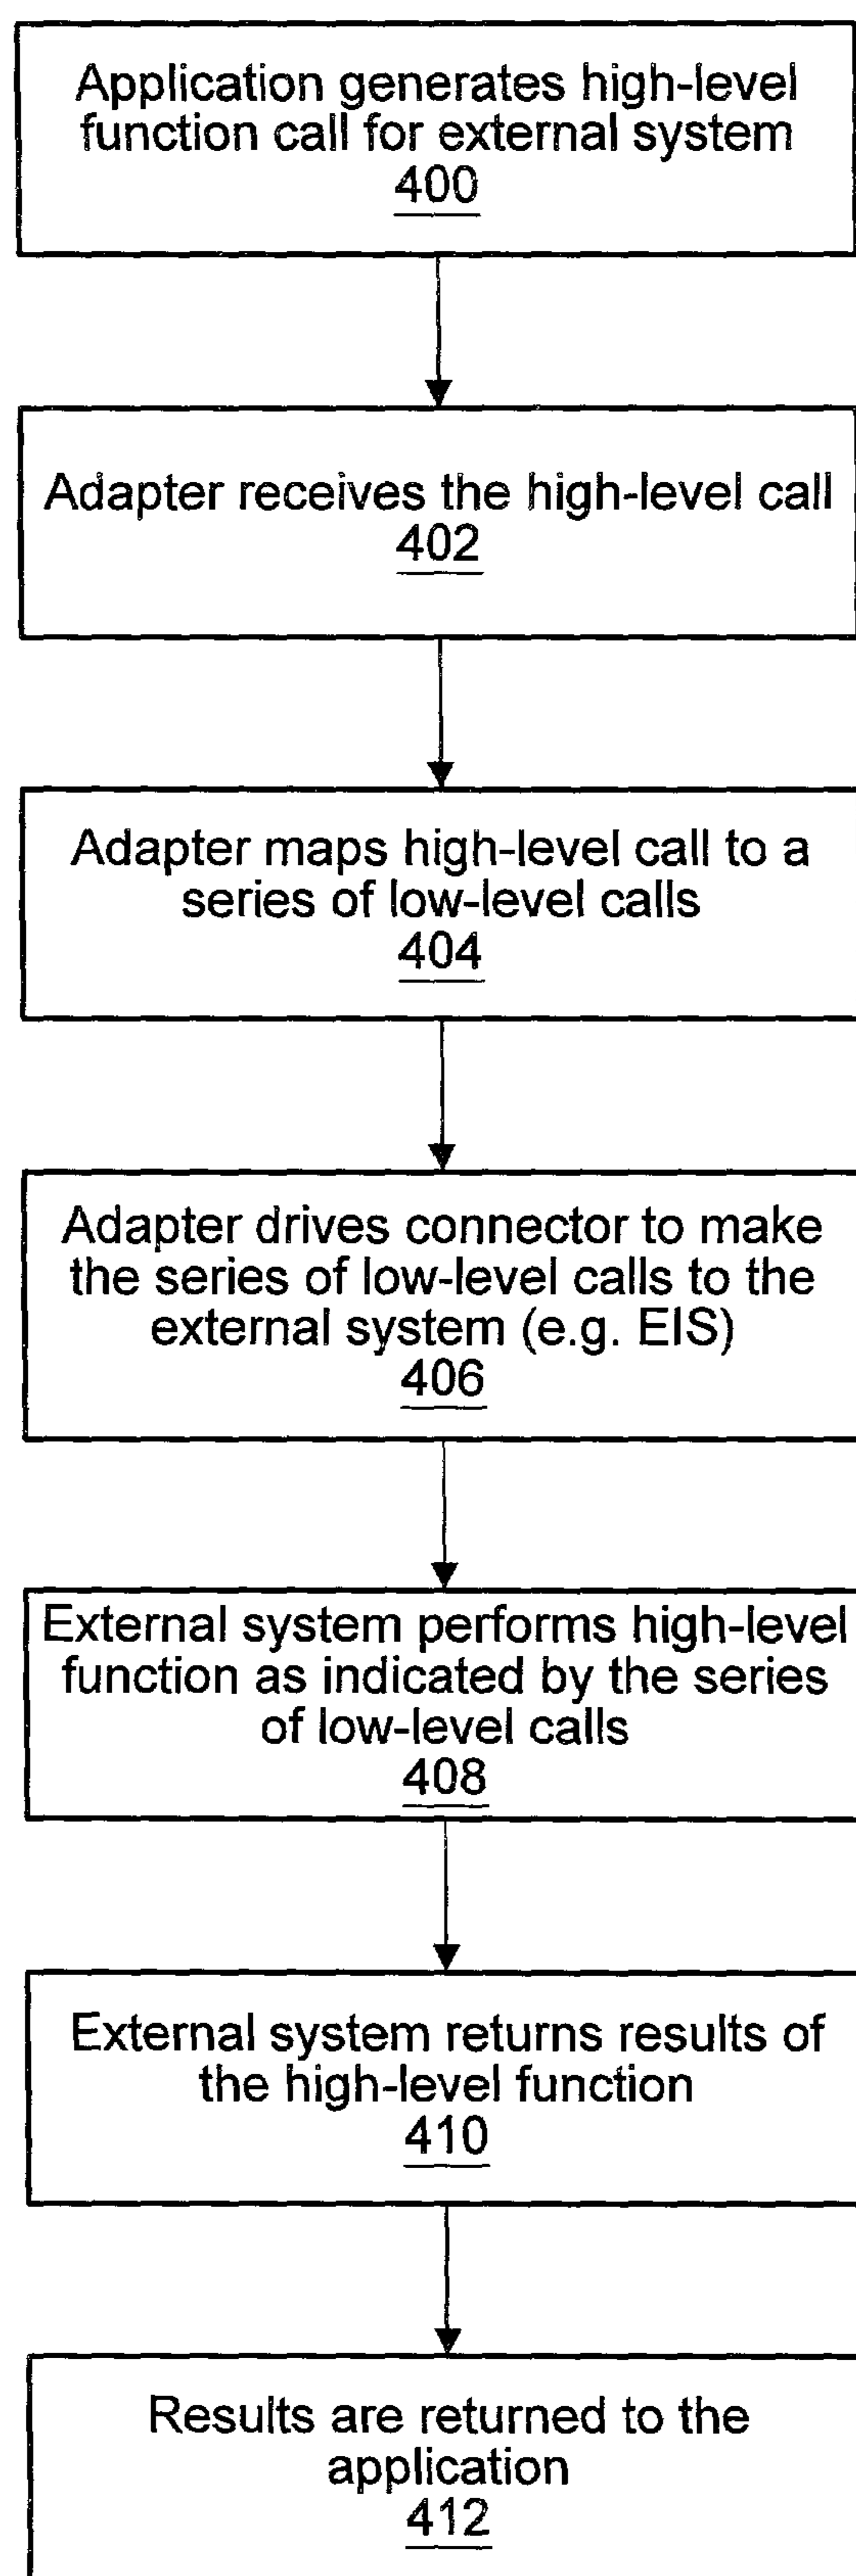 Application generates high-level
function call for external system
400
Adapter receives the high-level call
402
Adapter maps high-level call to a
series of low-level calls
404
Adapter drives connector to make
the series of low-level calls to the
external system (e.g. EIS)
406
External system performs high-level
function as indicated by the series
of low-level calls
408
External system returns results of
the high-level function
410
Results are returned to the
application
412